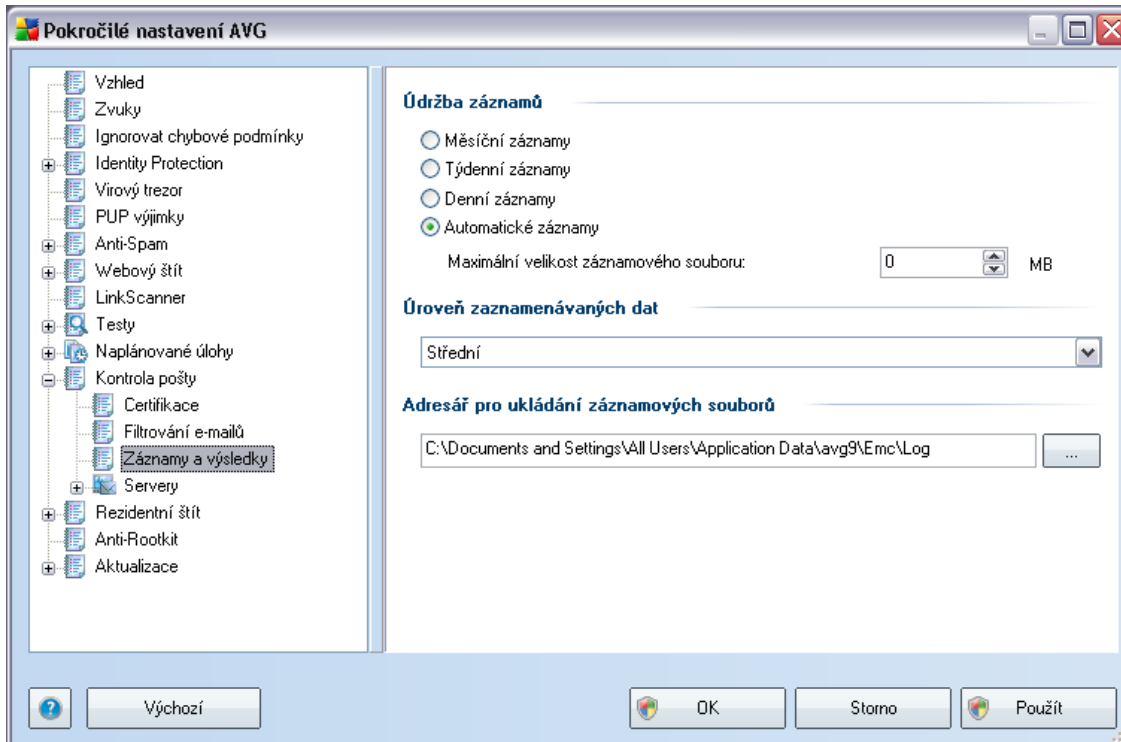 Pokročilé nastavení AVG
Vzhled
Zvuky
Ignorovat chybové podmínky
Identity Protection
Virový trezor
PUP výjimky
Anti-Spam
Webový štít
LinkScanner
Testy
Naplánované úlohy
Kontrola pošty
Certifikace
Filtrování e-mailů
Záznamy a výsledky
Servery
Rezidentní štít
Anti-Rootkit
Aktualizace
Údržba záznamů
Měsíční záznamy
Týdenní záznamy
Denní záznamy
Automatické záznamy
Maximální velikost záznamového souboru: 0 MB
Úroveň zaznamenávaných dat
Střední
Adresář pro ukládání záznamových souborů
C:\Documents and Settings\All Users\Application Data\avg9\Emc\Log ...
? Výchozí OK Storno Použít